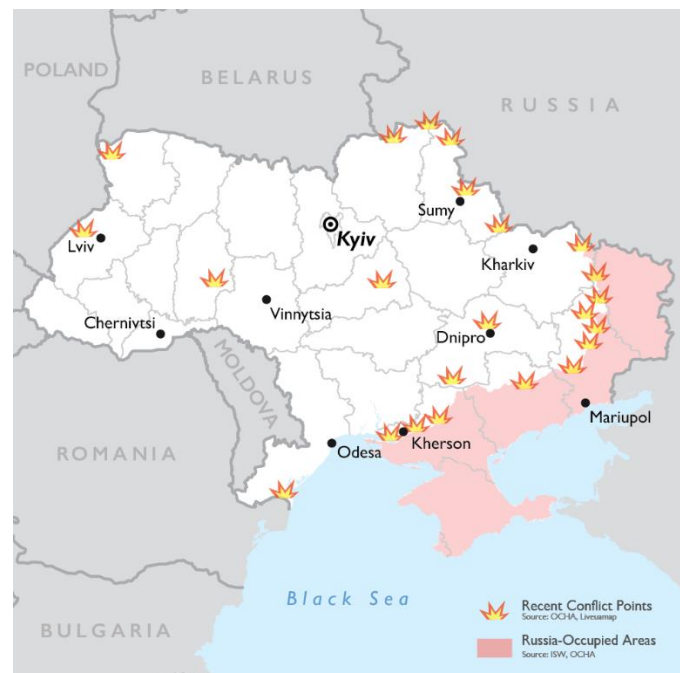 POLAND
BELARUS
RUSSIA
Sumy
Kyiv
Lviv
Kharkiv
Vinnytsia
Chernivtsi
Dnipro
MOLDOVA
Mariupol
ROMANIA
Odesa
Kherson
Black Sea
Recent Conflict Points
Source: OCHA, Liveuamap
BULGARIA
Russia-Occupied Areas
Source: ISW, OCHA